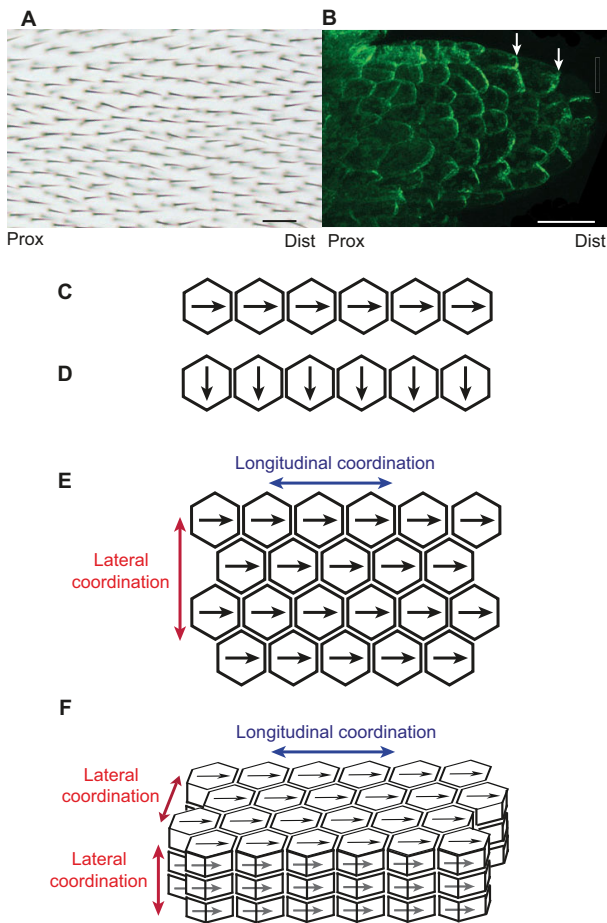 A
B
Prox Dist Prox Dist
C
D
E
Longitudinal coordination
Lateral
coordination
F
Longitudinal coordination
Lateral
coordination
Lateral
coordination